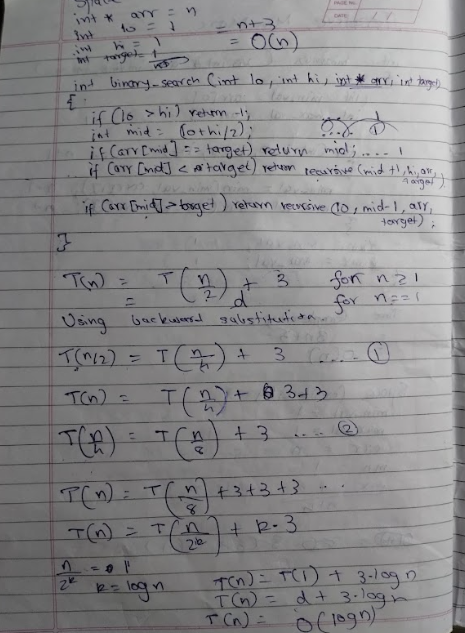 Space
int * arr = n
int lo = 1 = n+3
int hi = 1 = O(n)
int target = 1
int binary_search (int lo, int hi, int * arr, int target)
{
if (lo > hi) return -1;
int mid = (lo+hi/2);
if (arr[mid] == target) return mid; .... 1
if (arr[mid] < target) return recursive (mid +1, hi, arr, target)
if (arr[mid] > target) return recursive (lo, mid-1, arr, target);
}
T(n) = T(n/2) + 3 for n ≥ 1
= d for n == 1
Using backward substitution
T(n/2) = T(n/4) + 3 .... ①
T(n) = T(n/4) + 3+3
T(n/4) = T(n/8) + 3 .... ②
T(n) = T(n/8) + 3+3+3 ..
T(n) = T(n/2k) + k·3
n/2k = 1
k = log n T(n) = T(1) + 3·log n
T(n) = d + 3·log n
T(n) = O(log n)